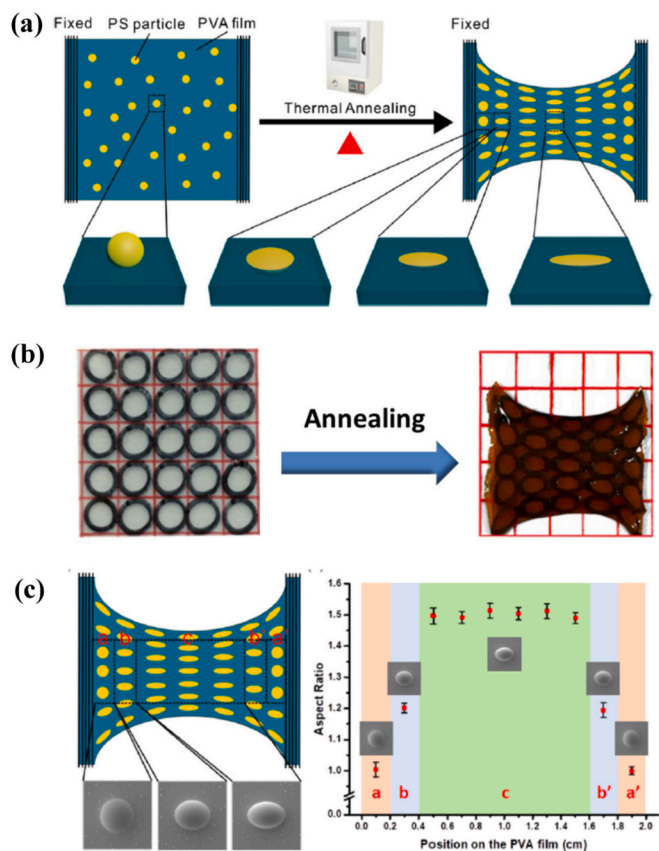 (a)
Fixed
PS particle
PVA film
Thermal Annealing
Fixed
(b)
Annealing
(c)
a
b
c
b
a
Aspect Ratio
1.6
1.5
1.4
1.3
1.2
1.1
1.0
0.0
a
b
c
b'
a'
0.0 0.2 0.4 0.6 0.8 1.0 1.2 1.4 1.6 1.8 2.0
Position on the PVA film (cm)